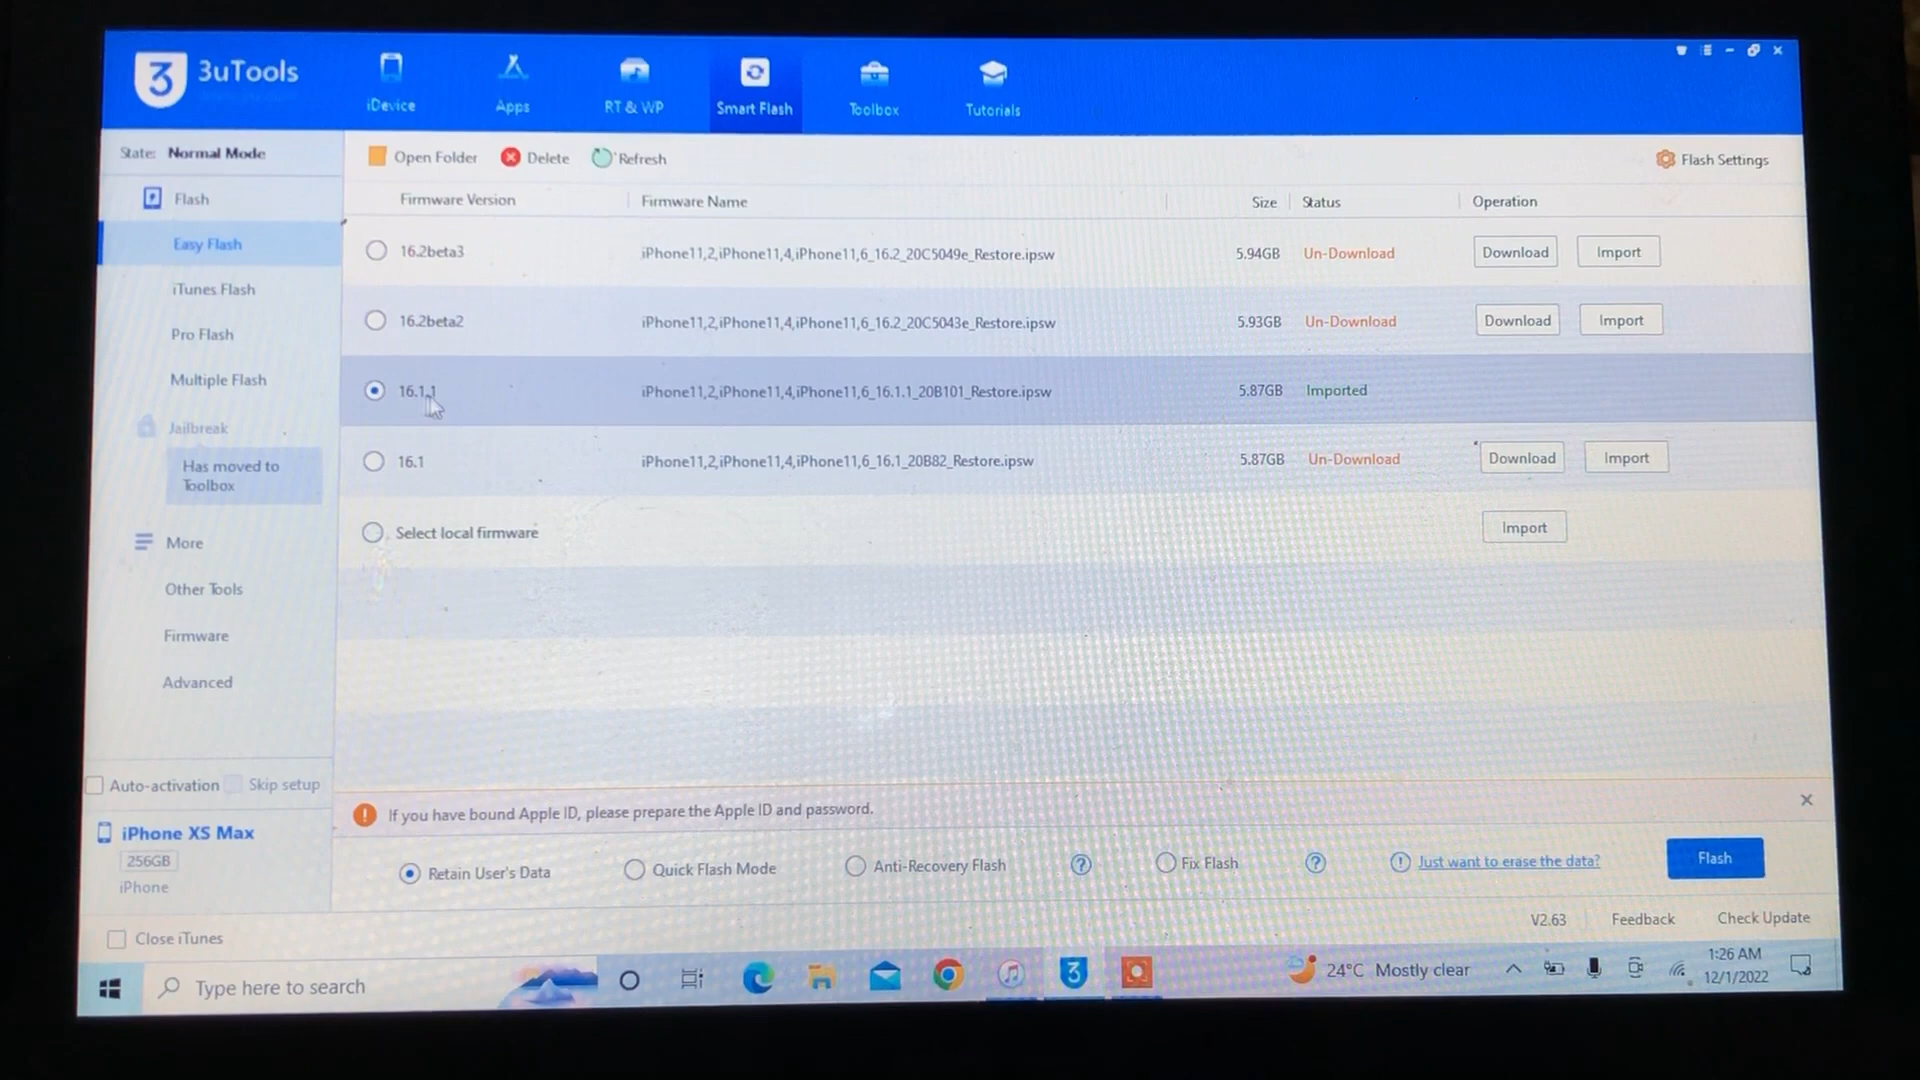 3uTools
iDevice
Apps
RT & WP
Smart Flash
Toolbox
Tutorials
State: Normal Mode
Open Folder
Delete
Refresh
Flash Settings
Flash
Easy Flash
iTunes Flash
Pro Flash
Multiple Flash
Jailbreak
Has moved to
Toolbox
More
Other Tools
Firmware
Advanced
Firmware Version Firmware Name Size Status Operation
16.2beta3 iPhone11,2,iPhone11,4,iPhone11,6_16.2_20C5049e_Restore.ipsw 5.94GB Un-Download Download Import
16.2beta2 iPhone11,2,iPhone11,4,iPhone11,6_16.2_20C5043e_Restore.ipsw 5.93GB Un-Download Download Import
16.1.1 iPhone11,2,iPhone11,4,iPhone11,6_16.1.1_20B101_Restore.ipsw 5.87GB Imported
16.1 iPhone11,2,iPhone11,4,iPhone11,6_16.1_20B82_Restore.ipsw 5.87GB Un-Download Download Import
Select local firmware Import
Auto-activation Skip setup
If you have bound Apple ID, please prepare the Apple ID and password.
iPhone XS Max
256GB
iPhone
Retain User's Data Quick Flash Mode Anti-Recovery Flash ? Fix Flash ? Just want to erase the data? Flash
Close iTunes
V2.63 Feedback Check Update
Type here to search
24°C Mostly clear
1:26 AM
12/1/2022